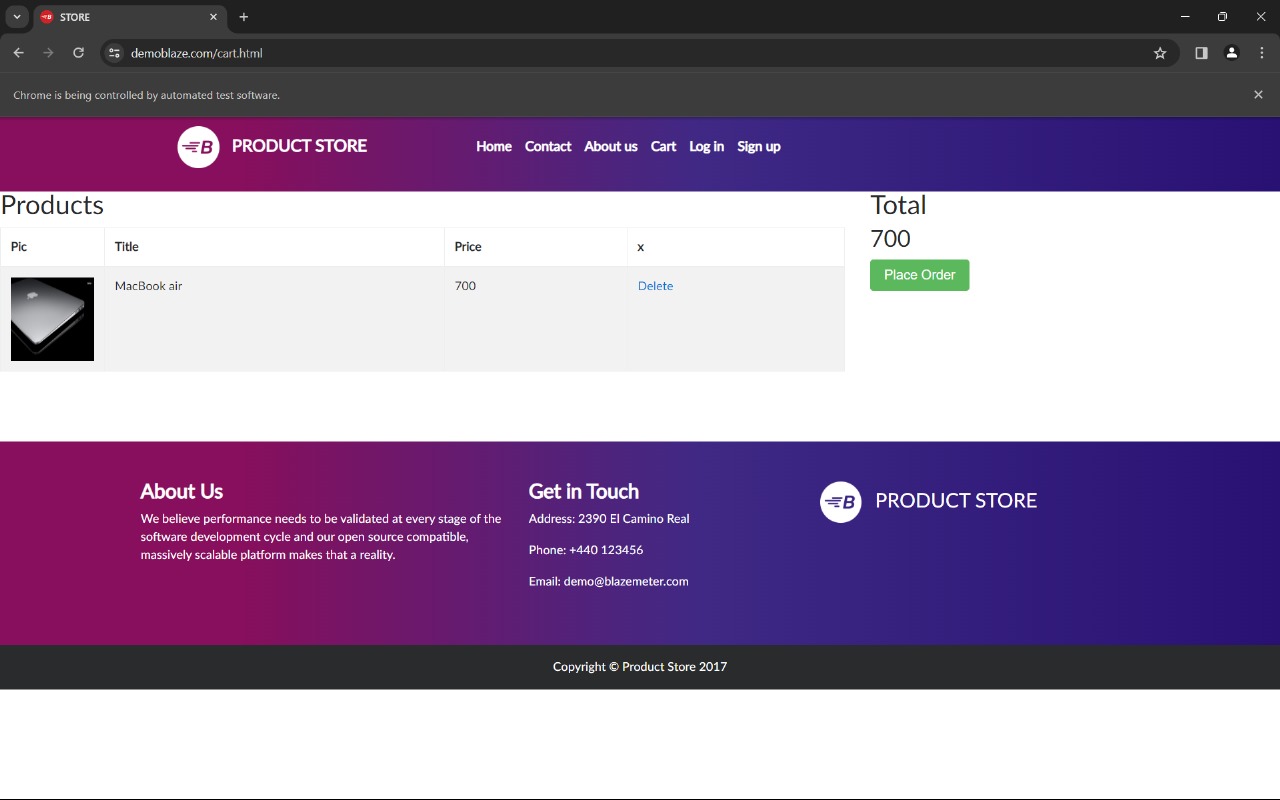 STORE
demoblaze.com/cart.html
Chrome is being controlled by automated test software.
B PRODUCT STORE Home Contact About us Cart Log in Sign up
Products
Pic Title Price x
MacBook air 700 Delete
Total
700
Place Order
About Us
We believe performance needs to be validated at every stage of the
software development cycle and our open source compatible,
massively scalable platform makes that a reality.
Get in Touch
Address: 2390 El Camino Real
Phone: +440 123456
Email: demo@blazemeter.com
B PRODUCT STORE
Copyright © Product Store 2017